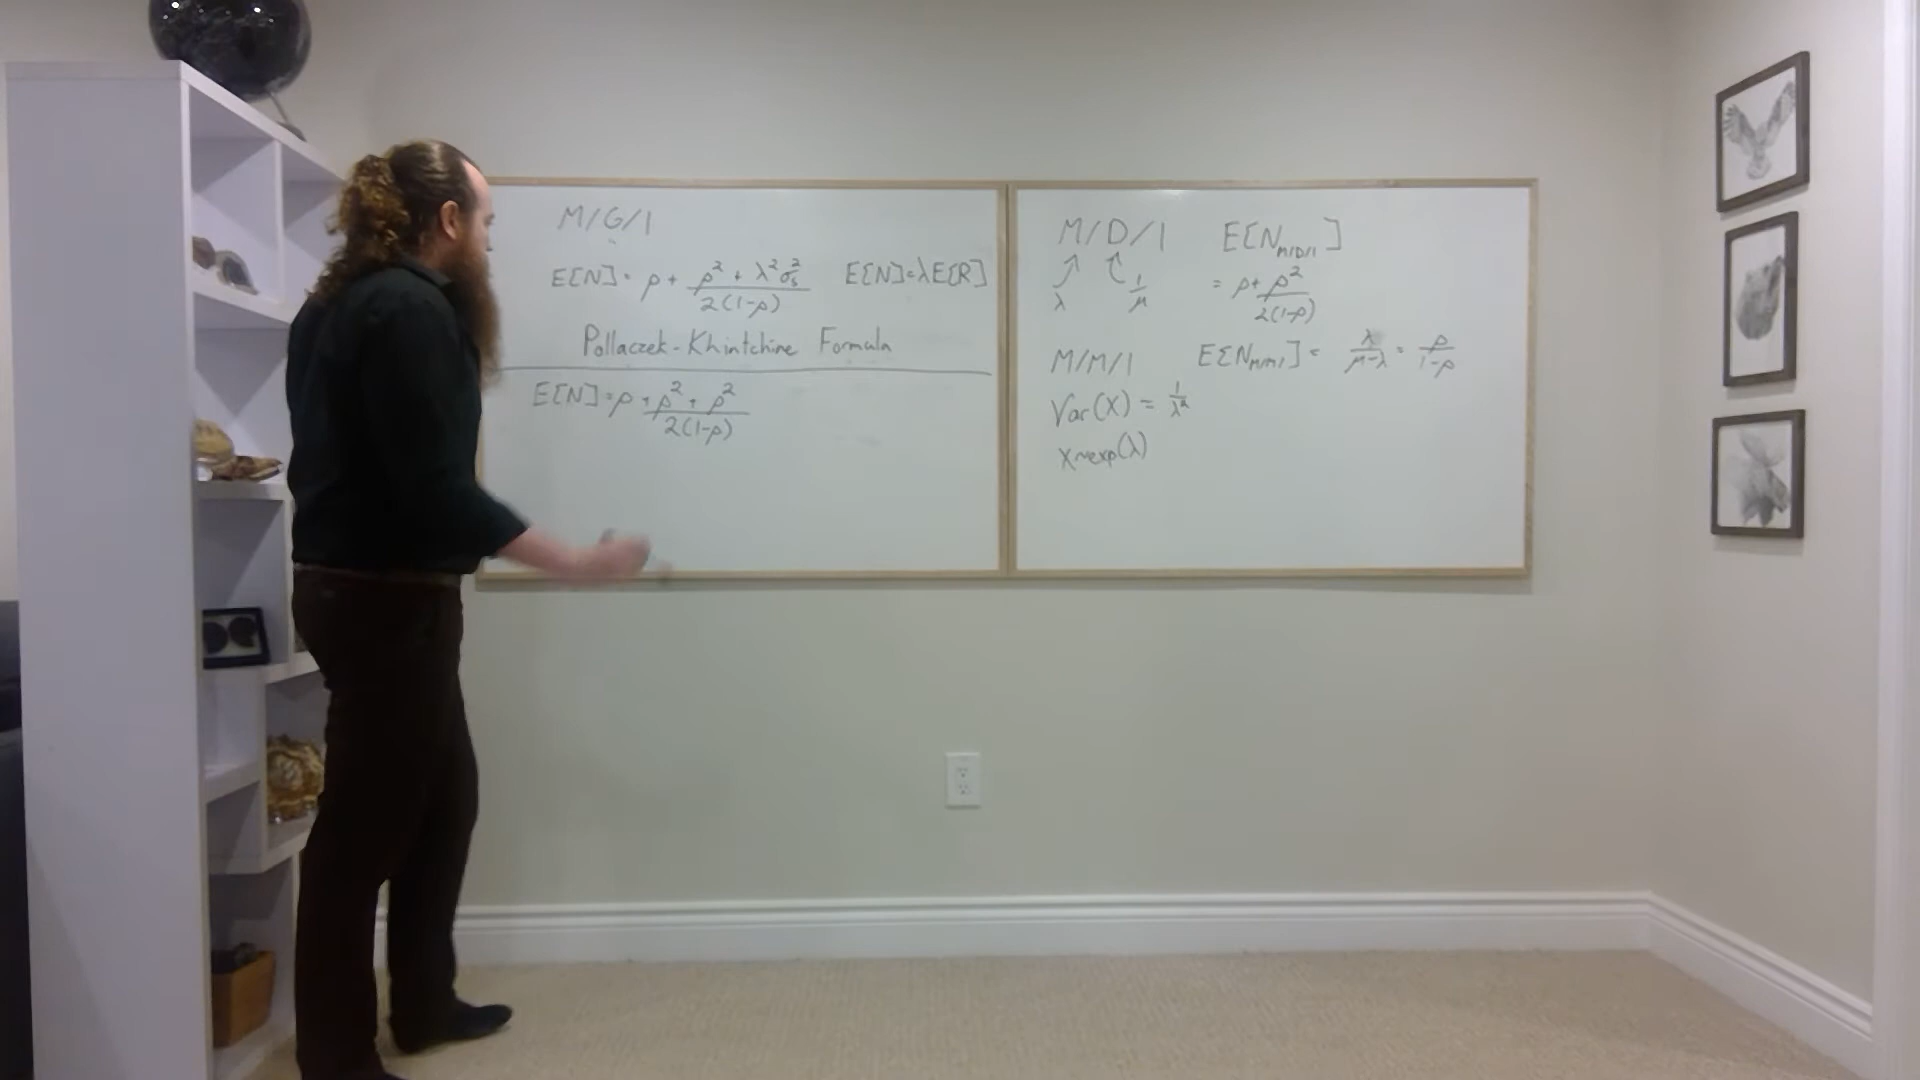 M/G/1
E[N] = ρ + (ρ² + λ²σₛ²)/(2(1-ρ)) E[N]=λE[R]
Pollaczek-Khintchine Formula
E[N] = ρ + (ρ² + ρ²)/(2(1-ρ))
M/D/1 E[N_M/D/1]
λ 1/μ = ρ + ρ²/(2(1-ρ))
M/M/1 E[N_M/M/1] = λ/(μ-λ) = ρ/(1-ρ)
Var(X) = 1/λ²
X~exp(λ)